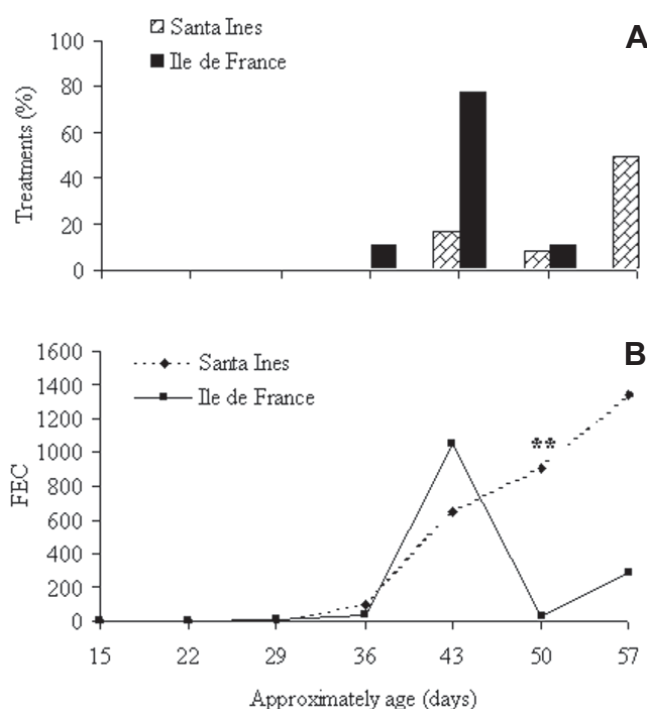 Santa Ines
Ile de France
A
Treatments (%)
100
80
60
40
20
0
B
Santa Ines
Ile de France
FEC
1600
1400
1200
1000
800
600
400
200
0
**
15 22 29 36 43 50 57
Approximately age (days)